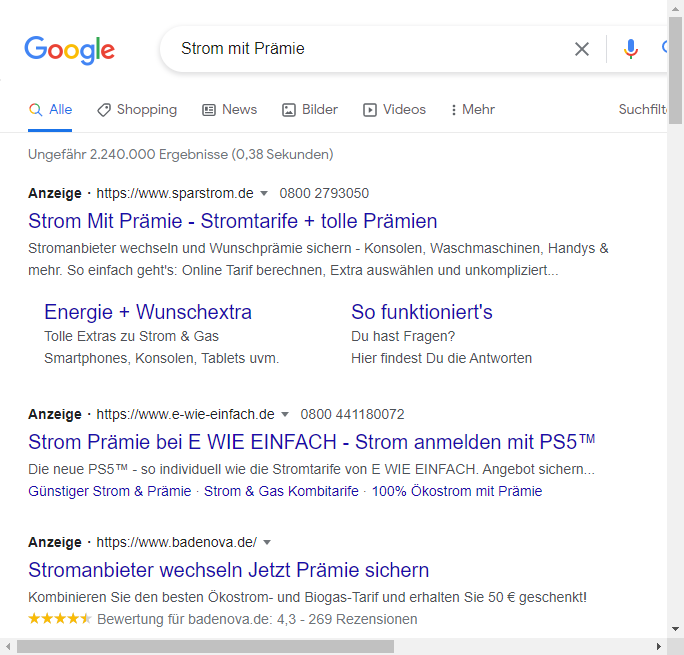 Google
Strom mit Prämie
Alle Shopping News Bilder Videos Mehr Suchfilt
Ungefähr 2.240.000 Ergebnisse (0,38 Sekunden)
Anzeige · https://www.sparstrom.de 0800 2793050
Strom Mit Prämie - Stromtarife + tolle Prämien
Stromanbieter wechseln und Wunschprämie sichern - Konsolen, Waschmaschinen, Handys &
mehr. So einfach geht's: Online Tarif berechnen, Extra auswählen und unkompliziert...
Energie + Wunschextra
Tolle Extras zu Strom & Gas
Smartphones, Konsolen, Tablets uvm.
So funktioniert's
Du hast Fragen?
Hier findest Du die Antworten
Anzeige · https://www.e-wie-einfach.de 0800 441180072
Strom Prämie bei E WIE EINFACH - Strom anmelden mit PS5™
Die neue PS5™ - so individuell wie die Stromtarife von E WIE EINFACH. Angebot sichern...
Günstiger Strom & Prämie · Strom & Gas Kombitarife · 100% Ökostrom mit Prämie
Anzeige · https://www.badenova.de/
Stromanbieter wechseln Jetzt Prämie sichern
Kombinieren Sie den besten Ökostrom- und Biogas-Tarif und erhalten Sie 50 € geschenkt!
Bewertung für badenova.de: 4,3 - 269 Rezensionen